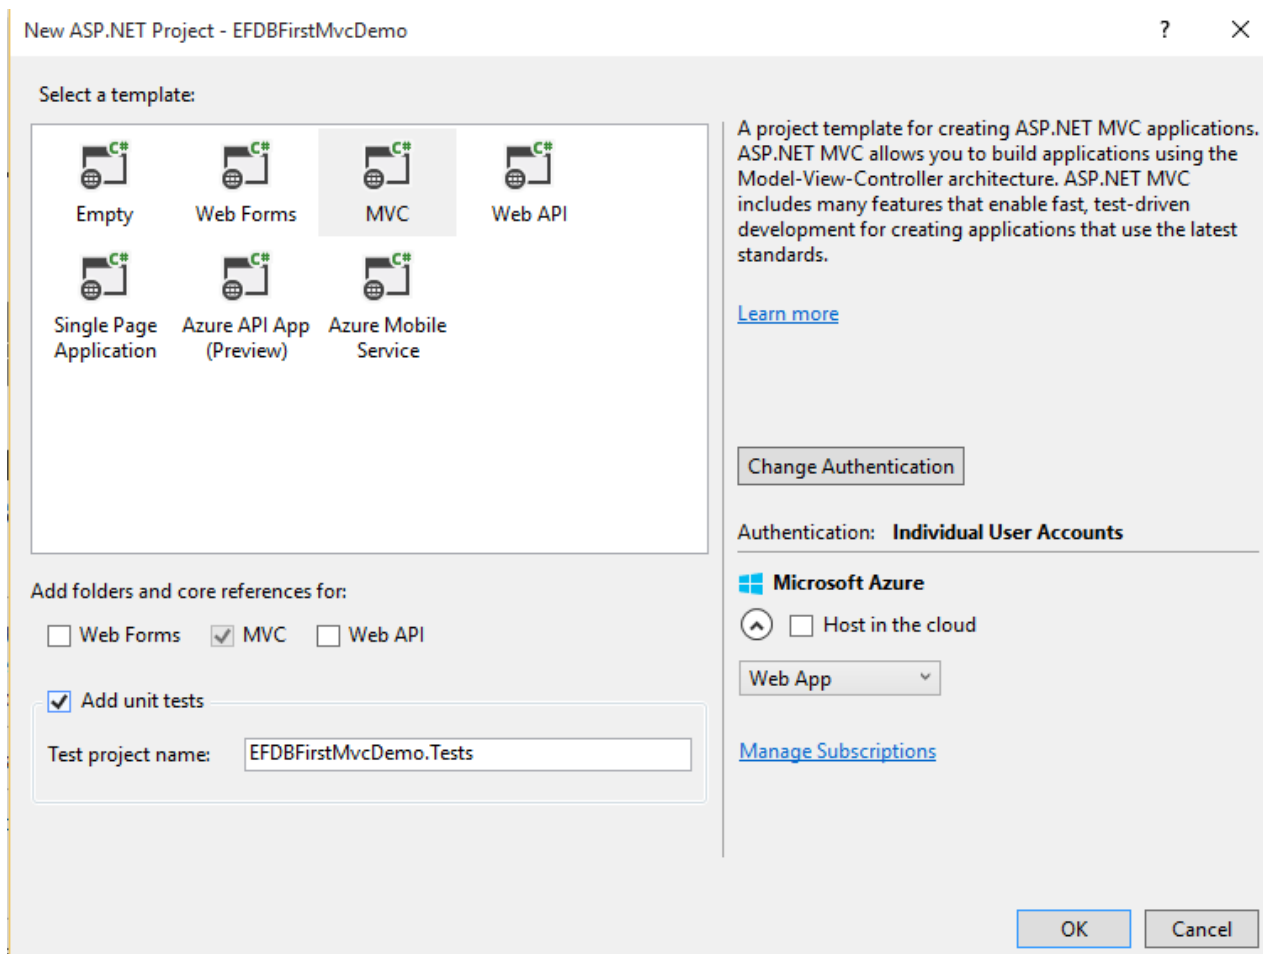 New ASP.NET Project - EFDBFirstMvcDemo
?
Select a template:
C# C# C# C#
Empty Web Forms MVC Web API
C# C# C#
Single Page Azure API App Azure Mobile
Application (Preview) Service
A project template for creating ASP.NET MVC applications.
ASP.NET MVC allows you to build applications using the
Model-View-Controller architecture. ASP.NET MVC
includes many features that enable fast, test-driven
development for creating applications that use the latest
standards.
Learn more
Change Authentication
Authentication: Individual User Accounts
Microsoft Azure
Host in the cloud
Web App
Manage Subscriptions
Add folders and core references for:
Web Forms MVC Web API
Add unit tests
Test project name: EFDBFirstMvcDemo.Tests
OK Cancel